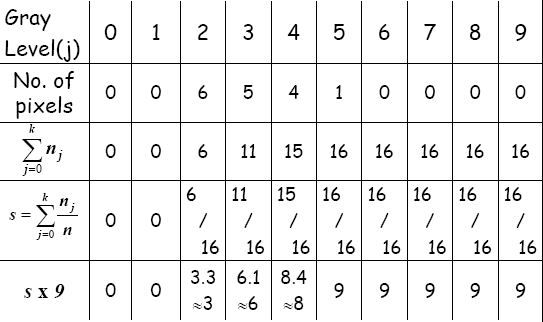 Gray Level(j) 0 1 2 3 4 5 6 7 8 9
No. of pixels 0 0 6 5 4 1 0 0 0 0
\sum_{j=0}^{k} n_j 0 0 6 11 15 16 16 16 16 16
s = \sum_{j=0}^{k} \frac{n_j}{n} 0 0 6/16 11/16 15/16 16/16 16/16 16/16 16/16 16/16
s x 9 0 0 3.3 ≈3 6.1 ≈6 8.4 ≈8 9 9 9 9 9